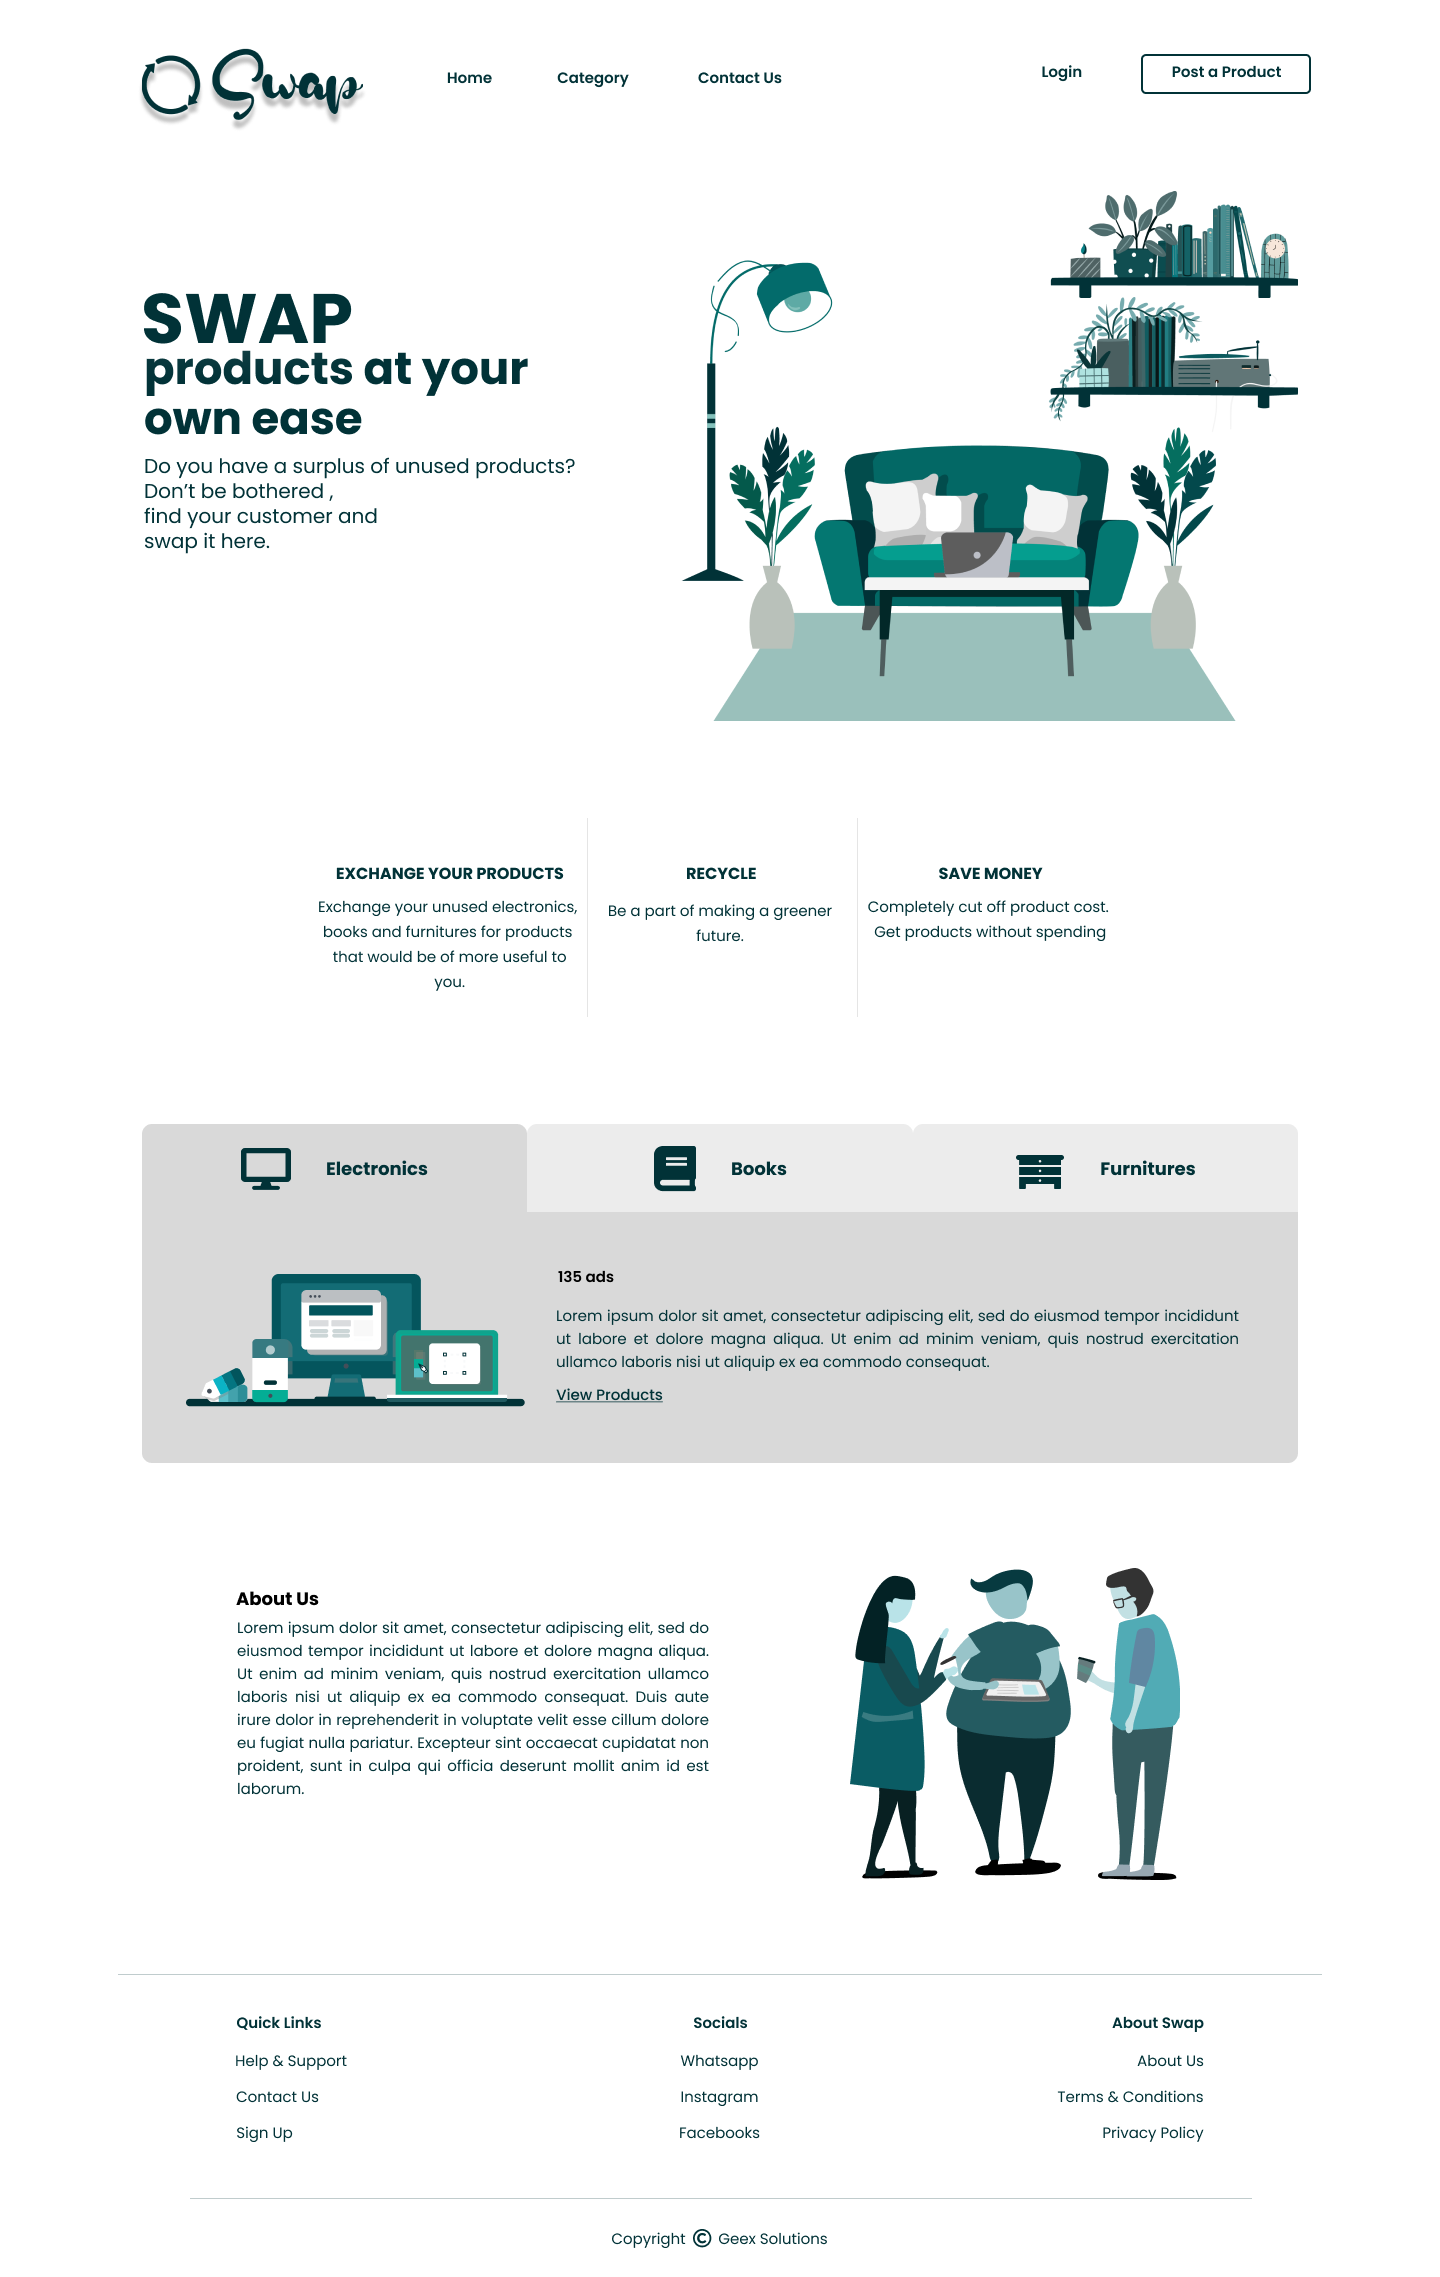 Swap
Home
Category
Contact Us
Login
Post a Product
SWAP
products at your
own ease
Do you have a surplus of unused products?
Don’t be bothered ,
find your customer and
swap it here.
EXCHANGE YOUR PRODUCTS
Exchange your unused electronics,
books and furnitures for products
that would be of more useful to
you.
RECYCLE
Be a part of making a greener
future.
SAVE MONEY
Completely cut off product cost.
Get products without spending
Electronics
Books
Furnitures
135 ads
Lorem ipsum dolor sit amet, consectetur adipiscing elit, sed do eiusmod tempor incididunt
ut labore et dolore magna aliqua. Ut enim ad minim veniam, quis nostrud exercitation
ullamco laboris nisi ut aliquip ex ea commodo consequat.
View Products
About Us
Lorem ipsum dolor sit amet, consectetur adipiscing elit, sed do
eiusmod tempor incididunt ut labore et dolore magna aliqua.
Ut enim ad minim veniam, quis nostrud exercitation ullamco
laboris nisi ut aliquip ex ea commodo consequat. Duis aute
irure dolor in reprehenderit in voluptate velit esse cillum dolore
eu fugiat nulla pariatur. Excepteur sint occaecat cupidatat non
proident, sunt in culpa qui officia deserunt mollit anim id est
laborum.
Quick Links
Help & Support
Contact Us
Sign Up
Socials
Whatsapp
Instagram
Facebooks
About Swap
About Us
Terms & Conditions
Privacy Policy
Copyright © Geex Solutions